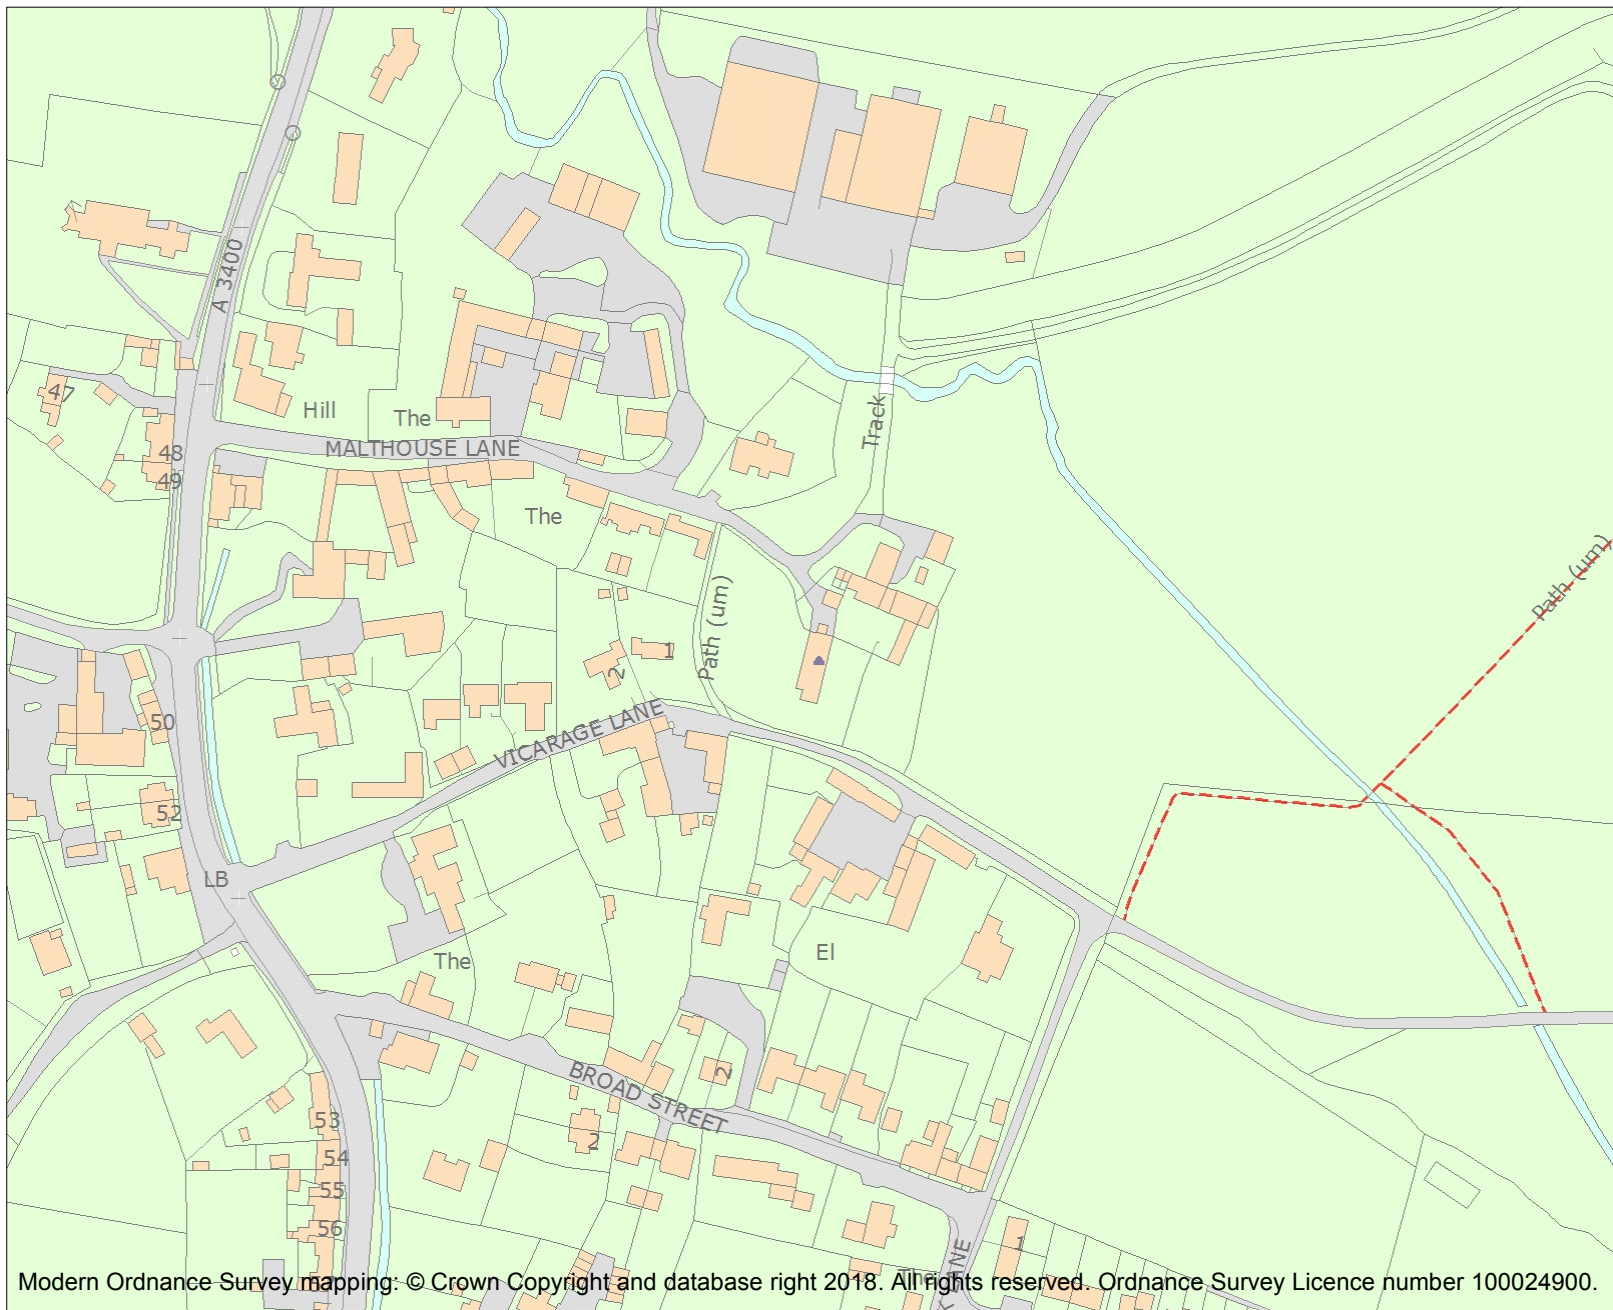 A 3400
47
Hill
The
MALTHOUSE LANE
Track
48
49
The
Path (um)
Path (um)
1
2
50
VICARAGE LANE
52
LB
The
El
BROAD STREET
2
2
53
54
55
56
1
LANE
The
Modern Ordnance Survey mapping: © Crown Copyright and database right 2018. All rights reserved. Ordnance Survey Licence number 100024900.